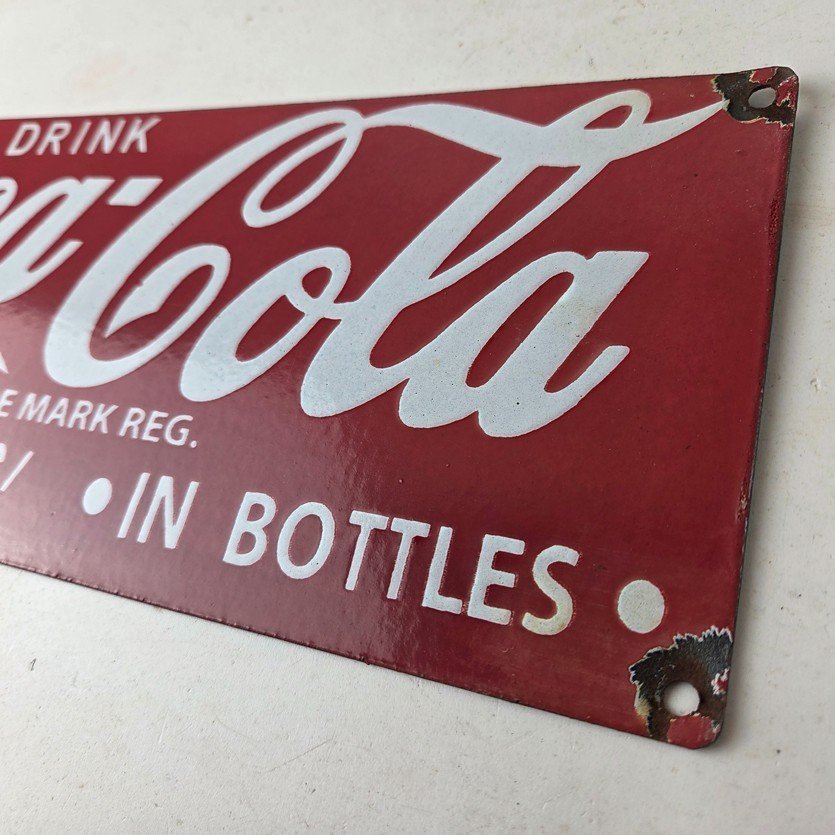 DRINK
a-Cola
E MARK REG.
• IN BOTTLES •